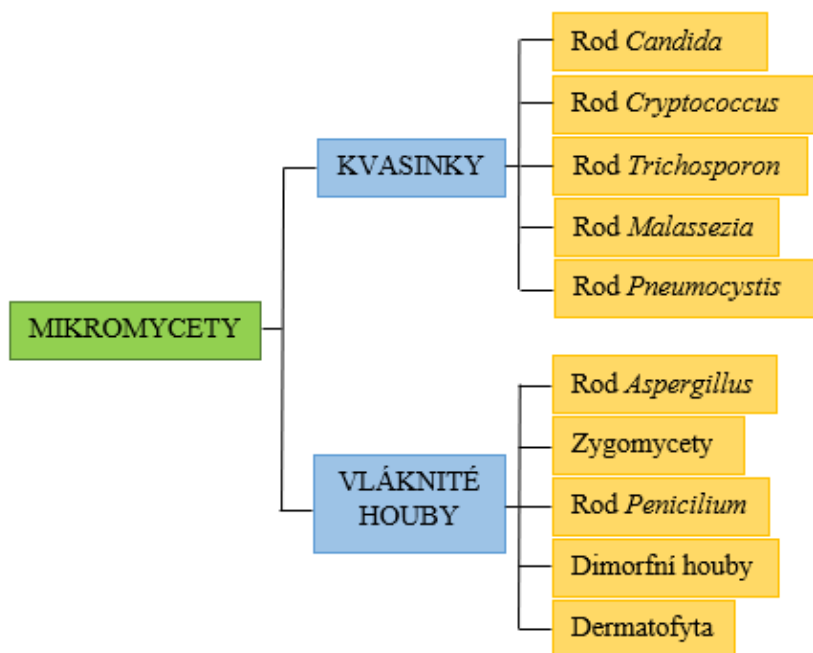 MIKROMYCETY
KVASINKY
Rod Candida
Rod Cryptococcus
Rod Trichosporon
Rod Malassezia
Rod Pneumocystis
VLÁKNITÉ
HOUBY
Rod Aspergillus
Zygomycety
Rod Penicilium
Dimorfní houby
Dermatofyta